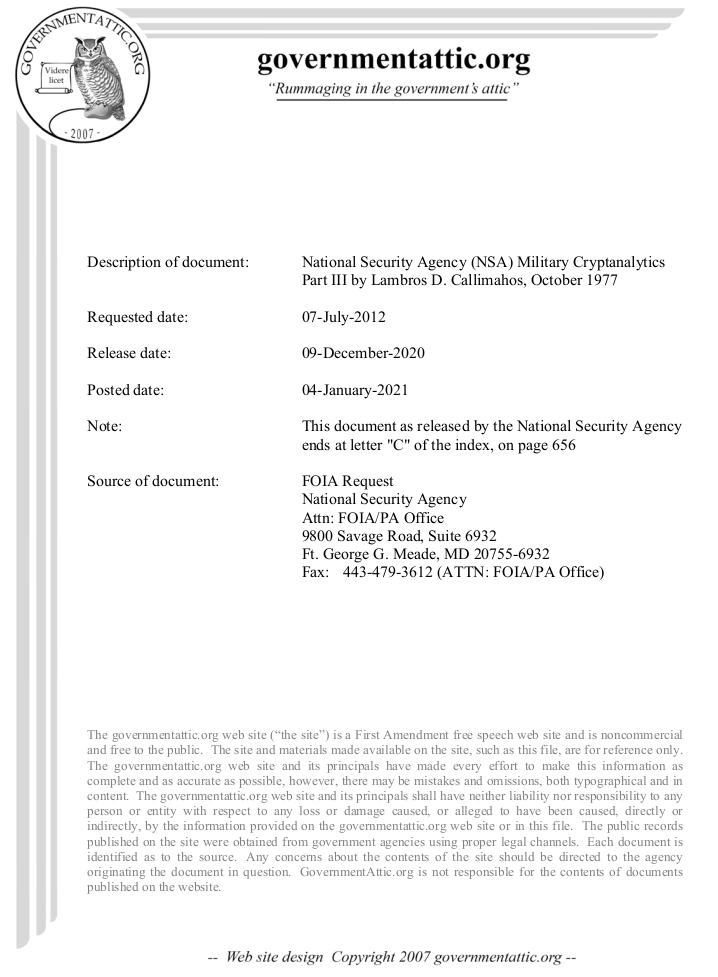 GOVERNMENTATTIC.ORG
Videre
licet
- 2007 -
governmentattic.org
“Rummaging in the government’s attic”
Description of document: National Security Agency (NSA) Military Cryptanalytics
Part III by Lambros D. Callimahos, October 1977
Requested date: 07-July-2012
Release date: 09-December-2020
Posted date: 04-January-2021
Note: This document as released by the National Security Agency
ends at letter "C" of the index, on page 656
Source of document: FOIA Request
National Security Agency
Attn: FOIA/PA Office
9800 Savage Road, Suite 6932
Ft. George G. Meade, MD 20755-6932
Fax: 443-479-3612 (ATTN: FOIA/PA Office)
The governmentattic.org web site (“the site”) is a First Amendment free speech web site and is noncommercial
and free to the public. The site and materials made available on the site, such as this file, are for reference only.
The governmentattic.org web site and its principals have made every effort to make this information as
complete and as accurate as possible, however, there may be mistakes and omissions, both typographical and in
content. The governmentattic.org web site and its principals shall have neither liability nor responsibility to any
person or entity with respect to any loss or damage caused, or alleged to have been caused, directly or
indirectly, by the information provided on the governmentattic.org web site or in this file. The public records
published on the site were obtained from government agencies using proper legal channels. Each document is
identified as to the source. Any concerns about the contents of the site should be directed to the agency
originating the document in question. GovernmentAttic.org is not responsible for the contents of documents
published on the website.
-- Web site design Copyright 2007 governmentattic.org --